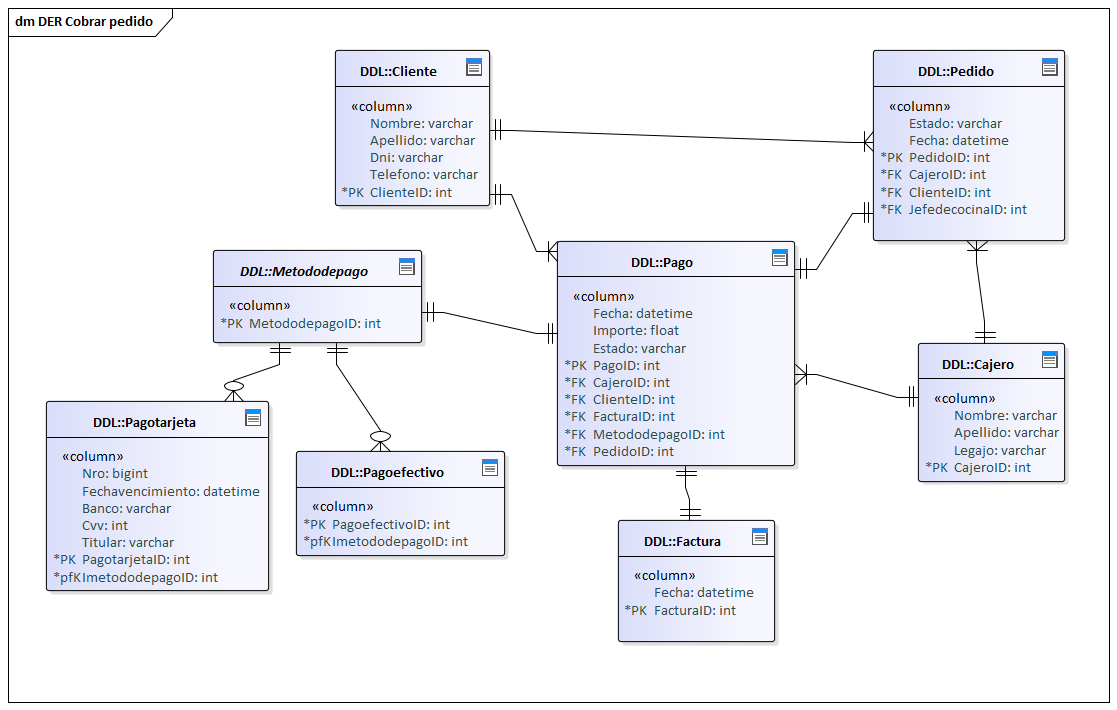 dm DER Cobrar pedido
DDL::Cliente
«column»
Nombre: varchar
Apellido: varchar
Dni: varchar
Telefono: varchar
*PK ClienteID: int
DDL::Pedido
«column»
Estado: varchar
Fecha: datetime
*PK PedidoID: int
*FK CajeroID: int
*FK ClienteID: int
*FK JefedecocinaID: int
DDL::Metododepago
«column»
*PK MetododepagoID: int
DDL::Pago
«column»
Fecha: datetime
Importe: float
Estado: varchar
*PK PagoID: int
*FK CajeroID: int
*FK ClienteID: int
*FK FacturaID: int
*FK MetododepagoID: int
*FK PedidoID: int
DDL::Cajero
«column»
Nombre: varchar
Apellido: varchar
Legajo: varchar
*PK CajeroID: int
DDL::Pagotarjeta
«column»
Nro: bigint
Fechavencimiento: datetime
Banco: varchar
Cvv: int
Titular: varchar
*PK PagotarjetaID: int
*pfKImetododepagoID: int
DDL::Pagoefectivo
«column»
*PK PagoefectivoID: int
*pfKImetododepagoID: int
DDL::Factura
«column»
Fecha: datetime
*PK FacturaID: int